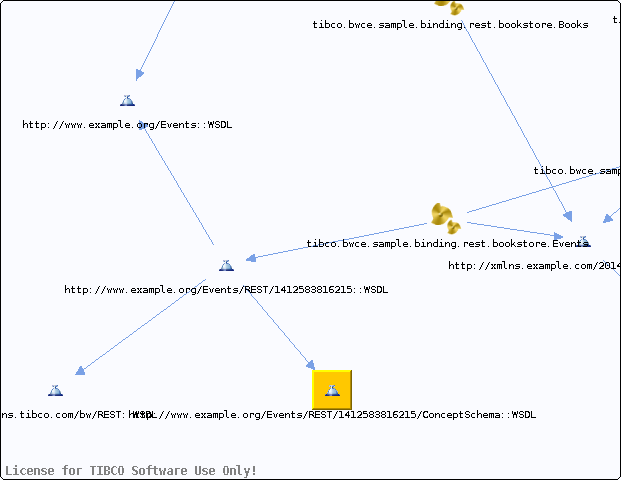 tibco.bwce.sample.binding.rest.bookstore.Books
http://www.example.org/Events::WSDL
tibco.bwce.samp
tibco.bwce.sample.binding.rest.bookstore.Events
http://xmlns.example.com/2014
http://www.example.org/Events/REST/1412583816215::WSDL
ns.tibco.com/bw/REST::WSDL
http://www.example.org/Events/REST/1412583816215/ConceptSchema::WSDL
License for TIBCO Software Use Only!